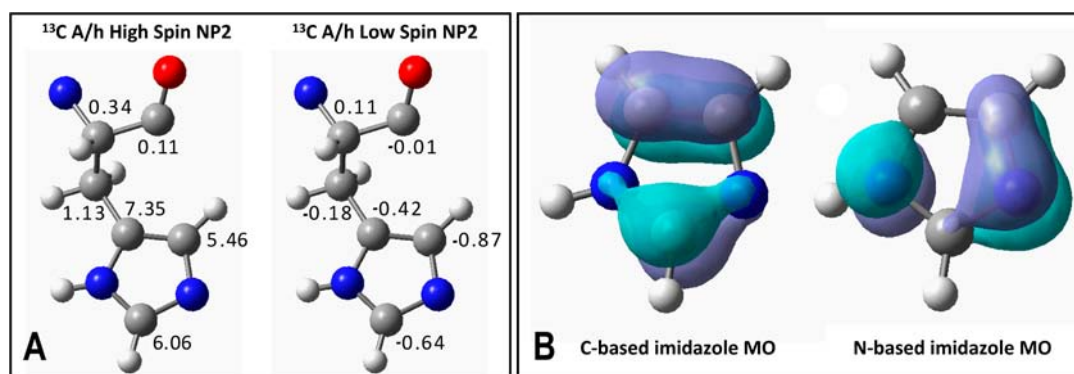 ¹³C A/h High Spin NP2
¹³C A/h Low Spin NP2
0.34
0.11
1.13
7.35
5.46
6.06
0.11
-0.01
-0.18
-0.42
-0.87
-0.64
A
B
C-based imidazole MO
N-based imidazole MO